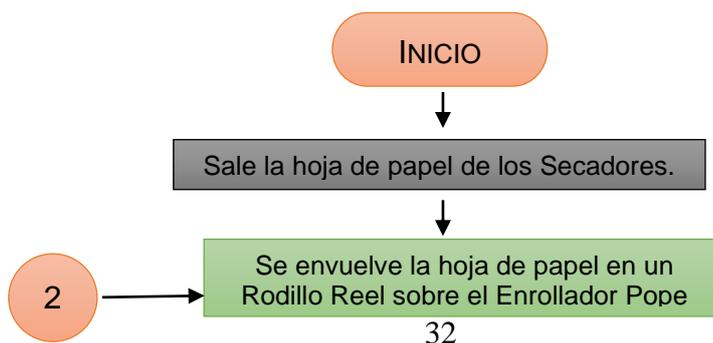 INICIO
Sale la hoja de papel de los Secadores.
Se envuelve la hoja de papel en un
2
Rodillo Reel sobre el Enrollador Pope
32